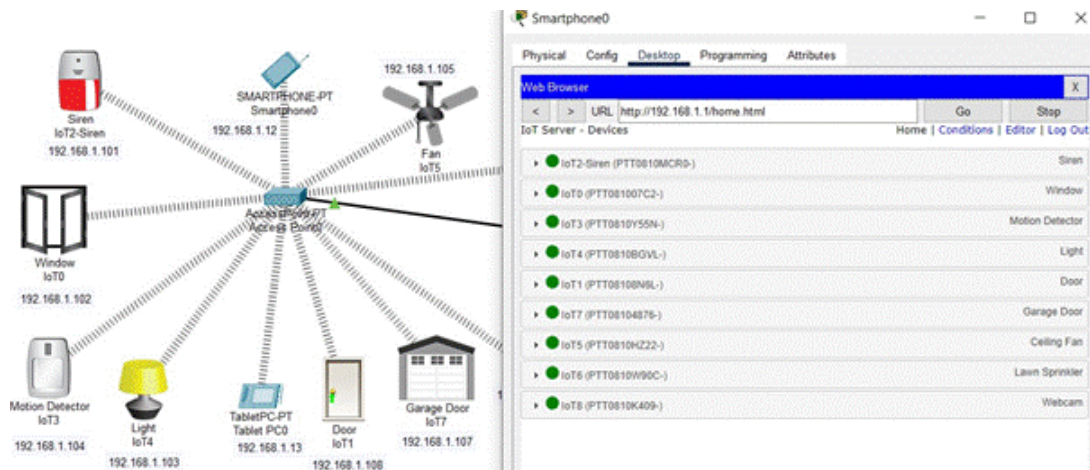 Siren
IoT2-Siren
192.168.1.101
SMARTPHONE-PT
Smartphone0
192.168.1.12
192.168.1.105
Fan
IoT5
AccessPoint-PT
Access Point0
Window
IoT0
192.168.1.102
Motion Detector
IoT3
192.168.1.104
Light
IoT4
192.168.1.103
TabletPC-PT
Tablet PC0
192.168.1.13
Door
IoT1
192.168.1.108
Garage Door
IoT7
192.168.1.107
Smartphone0
Physical Config Desktop Programming Attributes
Web Browser X
< > URL http://192.168.1.1/home.html Go Stop
IoT Server - Devices Home | Conditions | Editor | Log Out
IoT2-Siren (PTT0810MCR0-) Siren
IoT0 (PTT081007C2-) Window
IoT3 (PTT0810Y55N-) Motion Detector
IoT4 (PTT0810BGVL-) Light
IoT1 (PTT08108N6L-) Door
IoT7 (PTT08104876-) Garage Door
IoT5 (PTT0810HZ22-) Ceiling Fan
IoT6 (PTT0810W90C-) Lawn Sprinkler
IoT8 (PTT0810K409-) Webcam